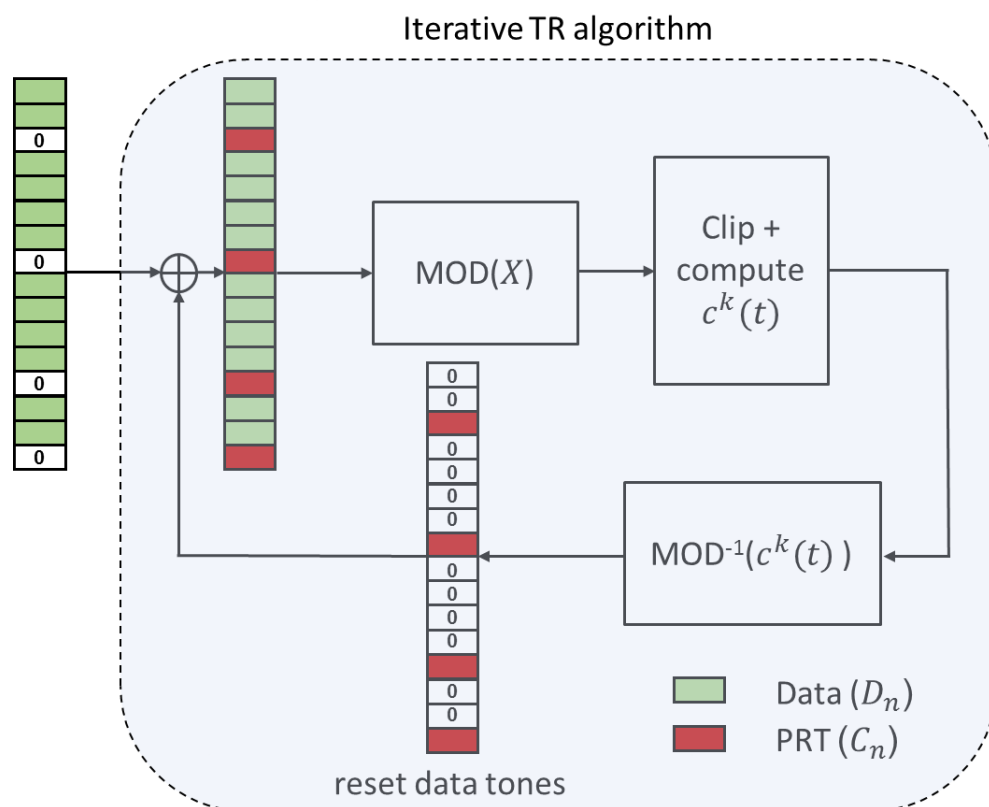 Iterative TR algorithm
0
0
0
0
MOD(X)
Clip +
compute
c^k(t)
0
0
0
0
0
0
0
0
0
0
0
0
MOD^-1(c^k(t) )
Data (D_n)
PRT (C_n)
reset data tones